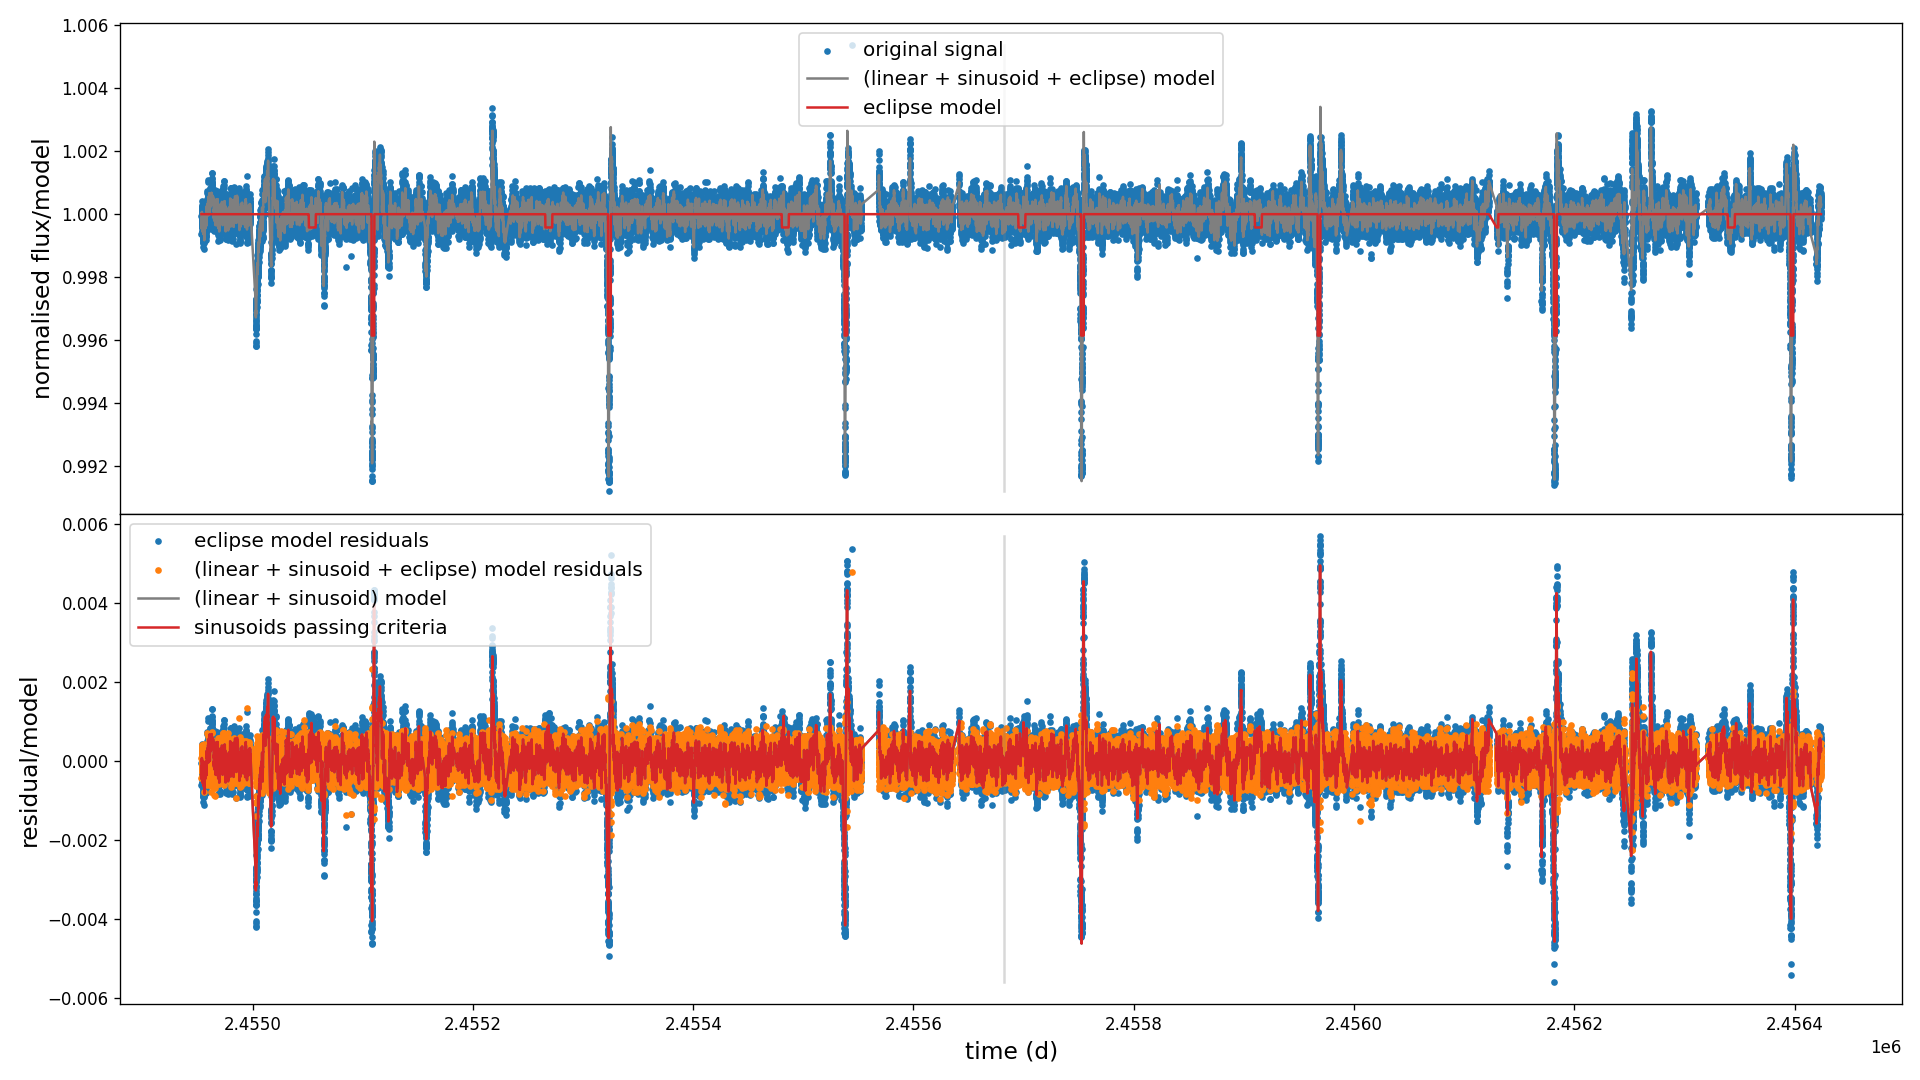 1.006
1.004
1.002
1.000
0.998
0.996
0.994
0.992
normalised flux/model
original signal
(linear + sinusoid + eclipse) model
eclipse model
0.006
0.004
0.002
0.000
−0.002
−0.004
−0.006
residual/model
eclipse model residuals
(linear + sinusoid + eclipse) model residuals
(linear + sinusoid) model
sinusoids passing criteria
2.4550 2.4552 2.4554 2.4556 2.4558 2.4560 2.4562 2.4564
1e6
time (d)